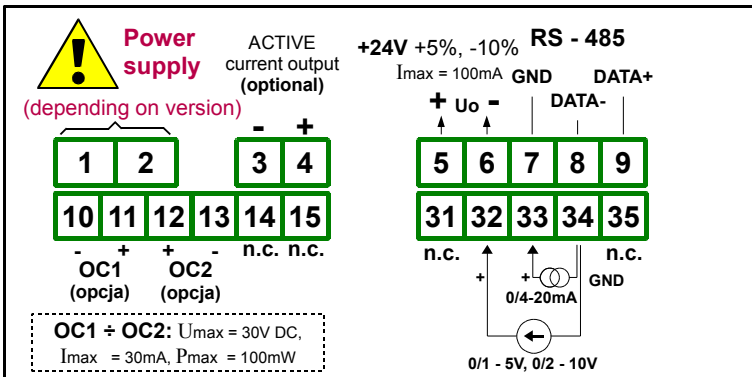 Power supply
(depending on version)
ACTIVE
current output
(optional)
- +
+24V +5%, -10%
Imax = 100mA
+ Uo -
RS - 485
GND DATA+
DATA-
1 2 3 4 5 6 7 8 9
10 11 12 13 14 15 31 32 33 34 35
- + + - n.c. n.c.
OC1 OC2
(opcja) (opcja)
n.c. n.c.
+ +
0/4-20mA
GND
0/1 - 5V, 0/2 - 10V
OC1 ÷ OC2: Umax = 30V DC,
Imax = 30mA, Pmax = 100mW